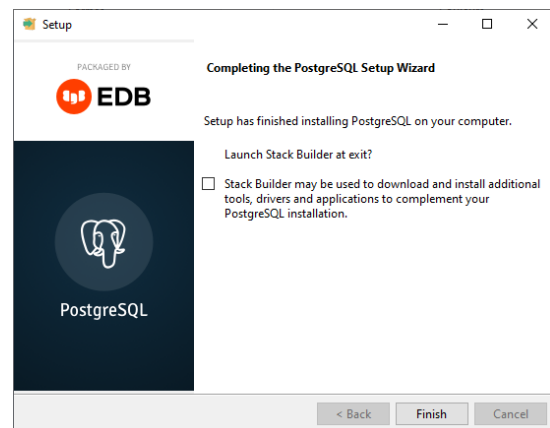 Setup
PACKAGED BY
EDB
PostgreSQL
Completing the PostgreSQL Setup Wizard
Setup has finished installing PostgreSQL on your computer.
Launch Stack Builder at exit?
Stack Builder may be used to download and install additional
tools, drivers and applications to complement your
PostgreSQL installation.
< Back
Finish
Cancel